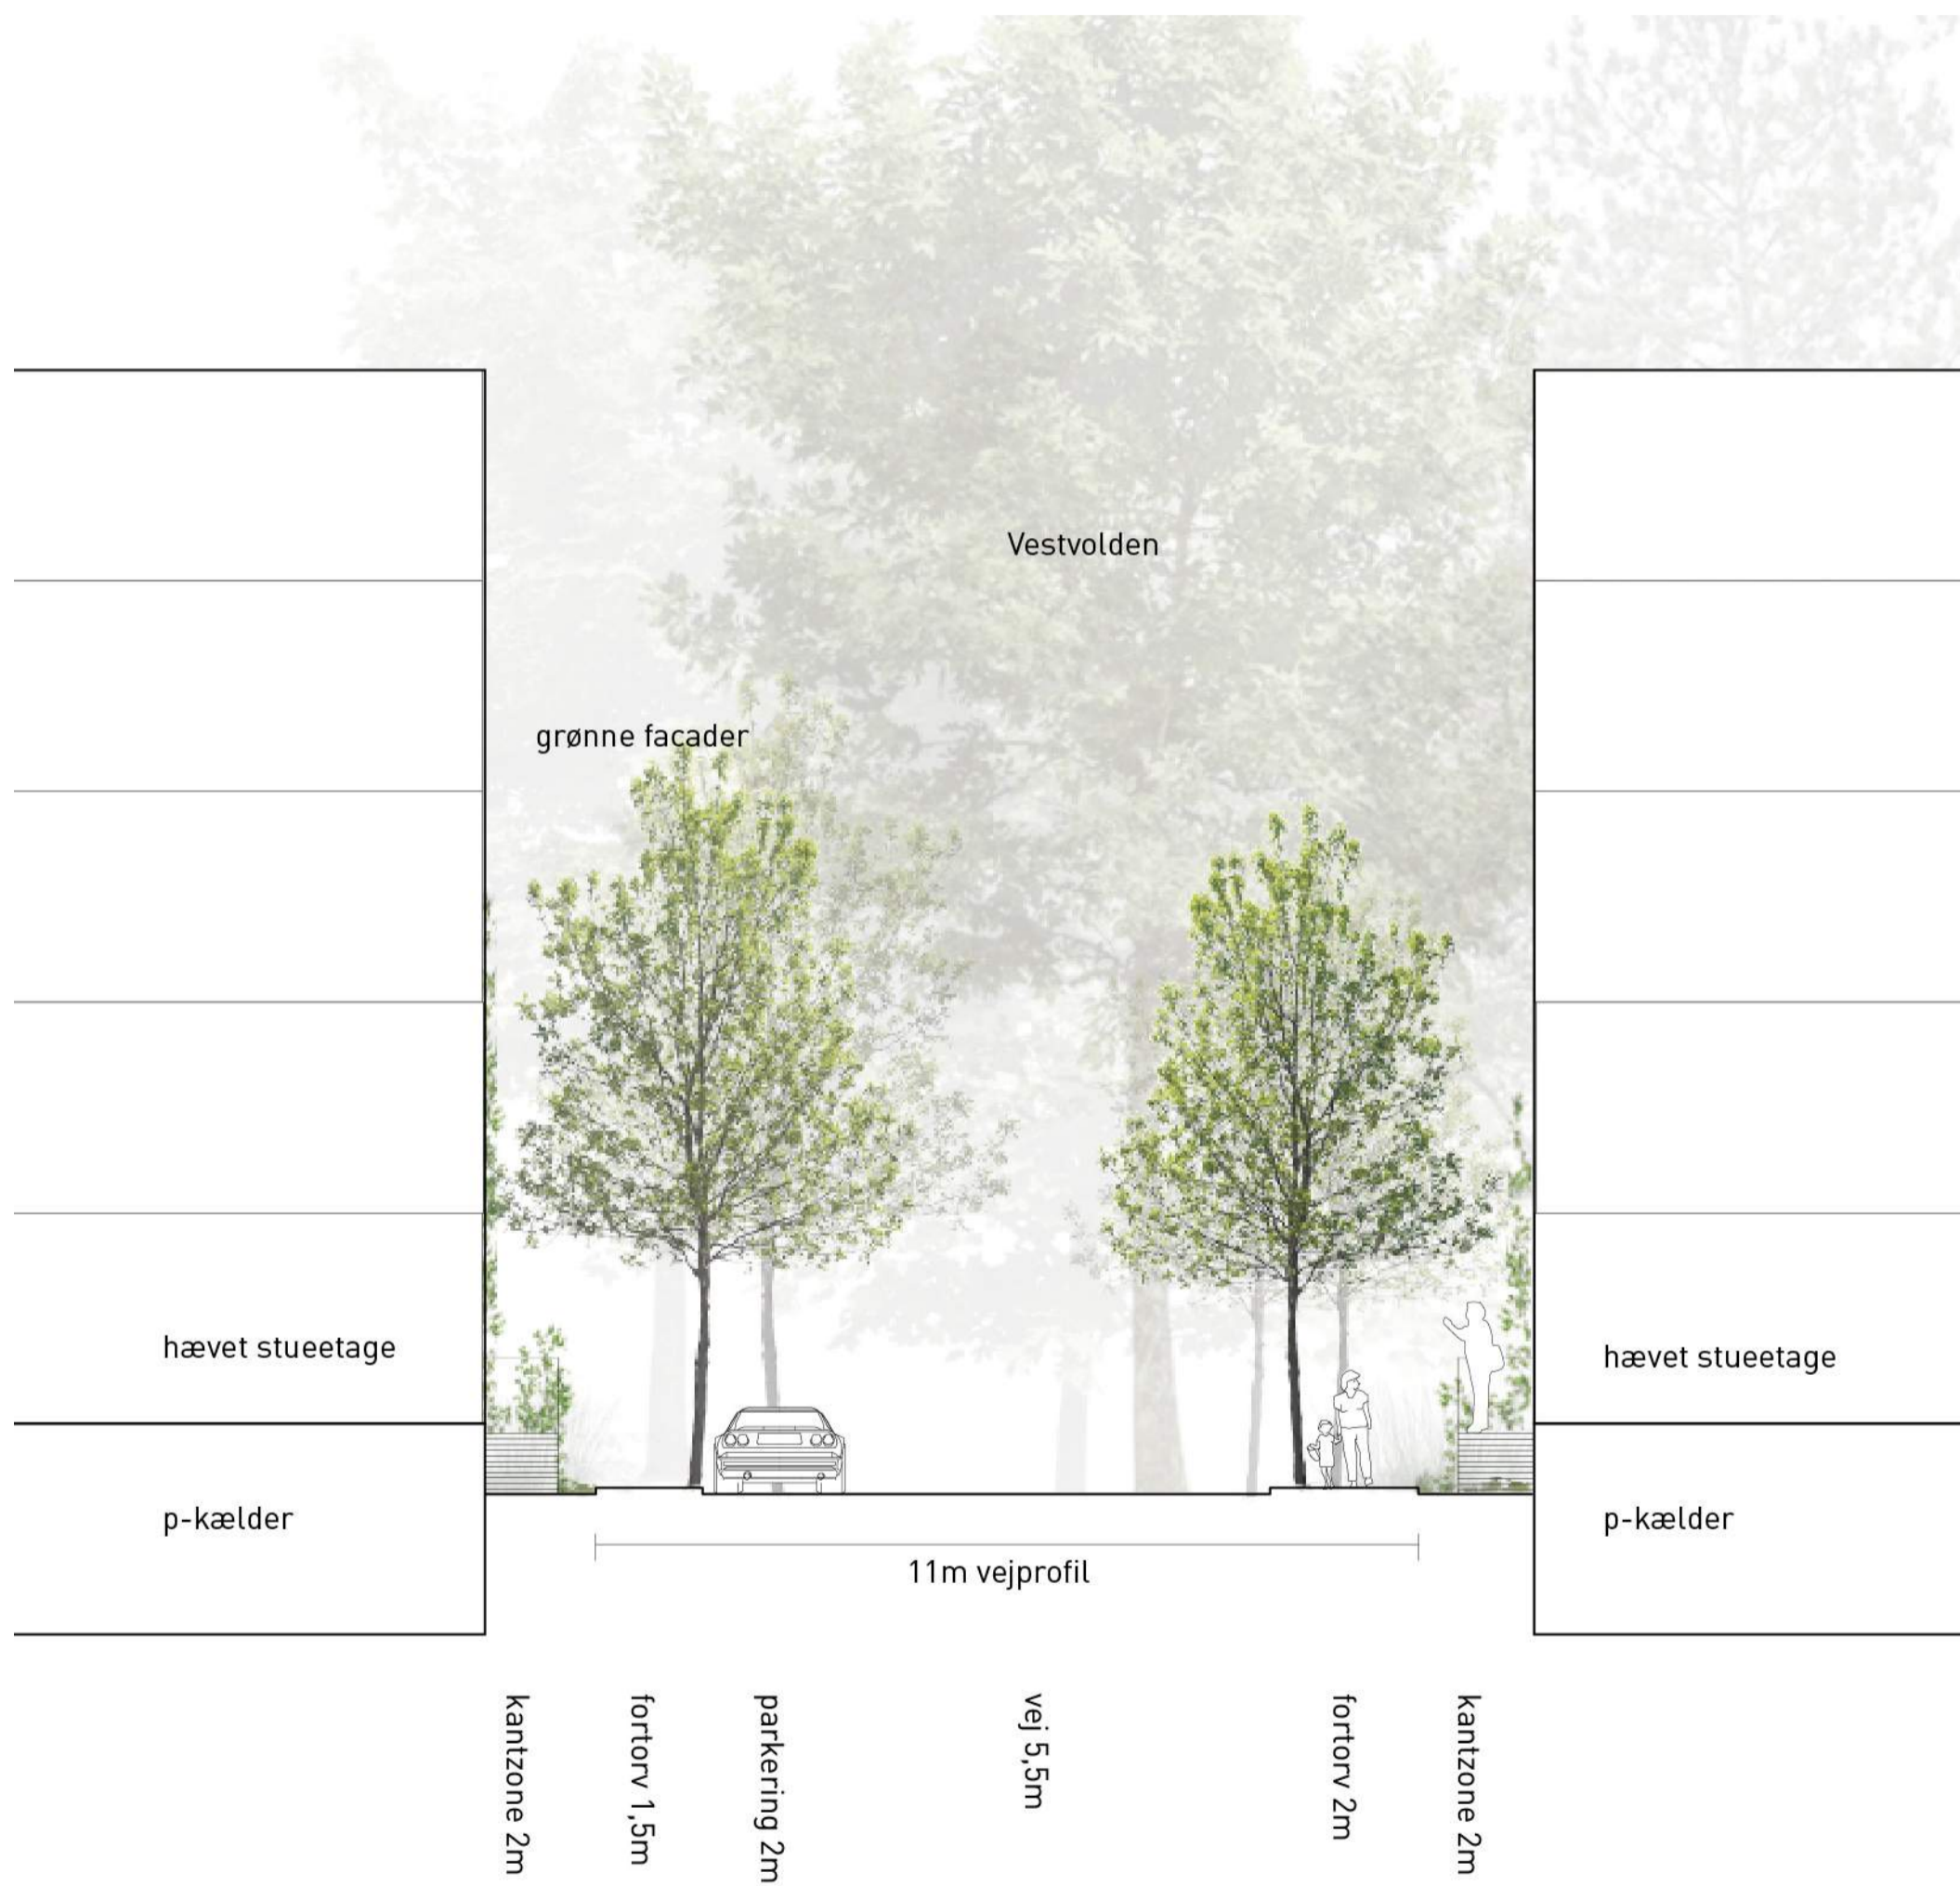 Vestvolden
grønne facader
hævet stueetage
hævet stueetage
p-kælder
p-kælder
11m vejprofil
kantzone 2m
fortorv 1,5m
parkering 2m
vej 5,5m
fortorv 2m
kantzone 2m